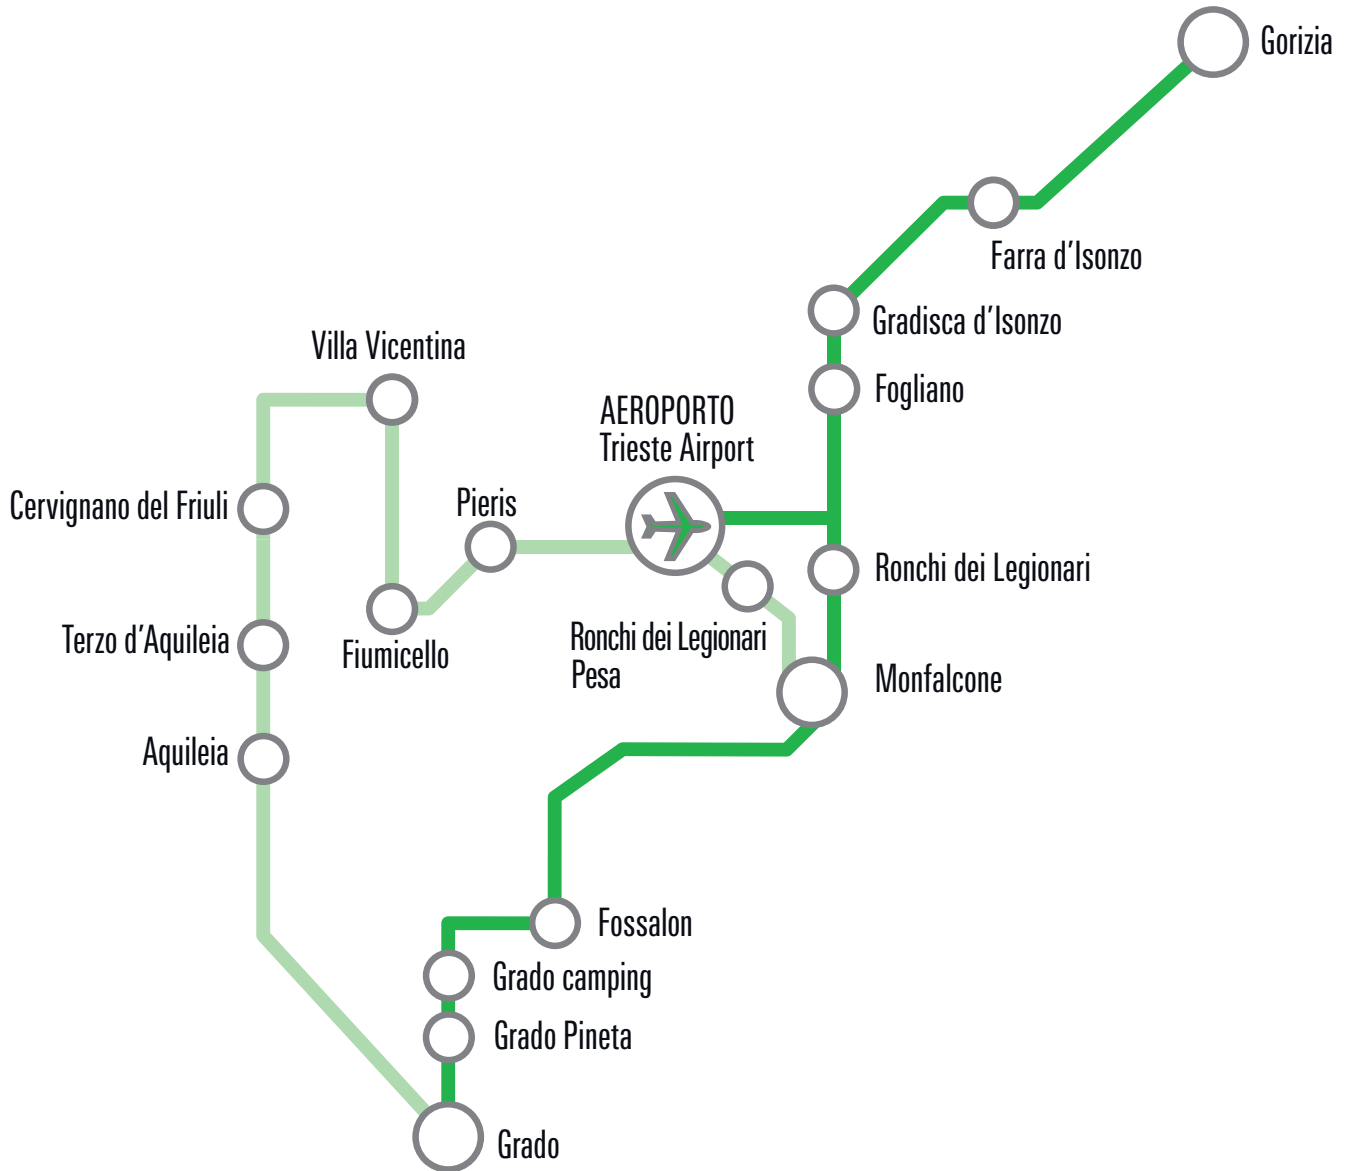 Gorizia
Farra d'Isonzo
Gradisca d'Isonzo
Villa Vicentina
Fogliano
AEROPORTO
Trieste Airport
Cervignano del Friuli
Pieris
Ronchi dei Legionari
Terzo d'Aquileia
Fiumicello
Ronchi dei Legionari
Pesa
Monfalcone
Aquileia
Fossalon
Grado camping
Grado Pineta
Grado